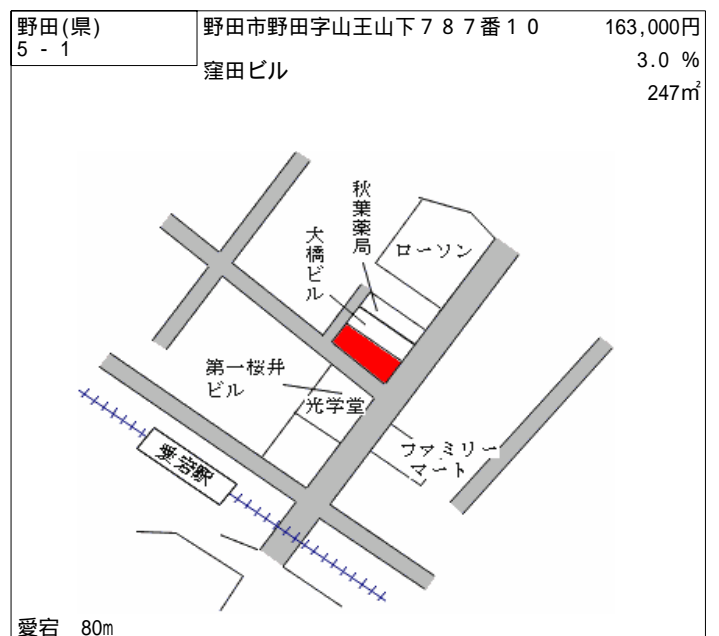 野田(県)
5 - 1
野田市野田字山王山下７８７番１０
163,000円
窪田ビル
3.0 %
247㎡
秋葉薬局
大橋ビル
ローソン
第一桜井
ビル
光学堂
ファミリー
マート
愛宕駅
愛宕 80m